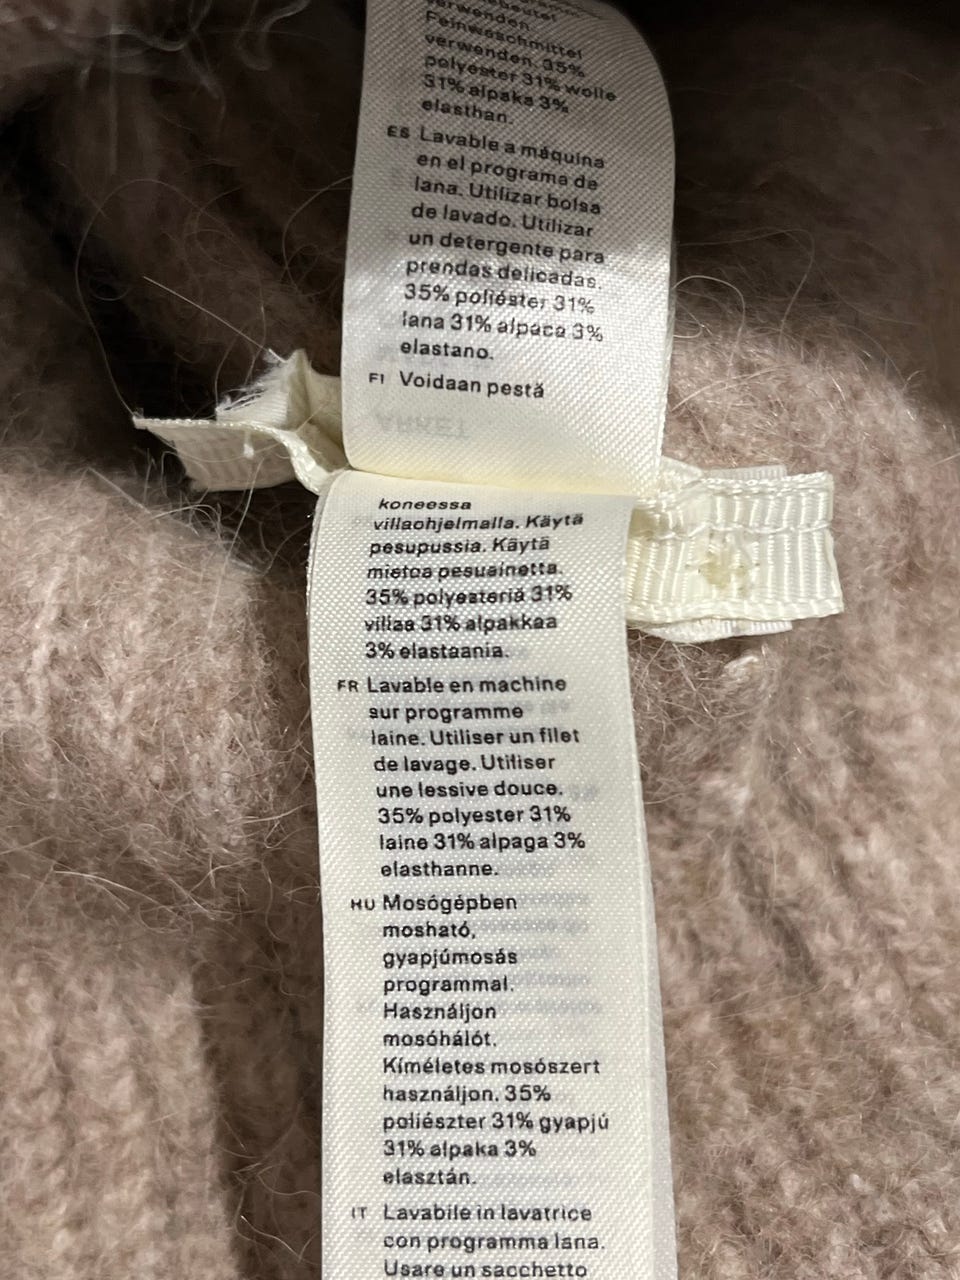 verwenden.
Feinwaschmittel
verwenden. 35%
polyester 31% wolle
31% alpaka 3%
elasthan.
ES Lavable a máquina
en el programa de
lana. Utilizar bolsa
de lavado. Utilizar
un detergente para
prendas delicadas.
35% poliéster 31%
lana 31% alpaca 3%
elastano.
FI Voidaan pestä
ARKET
koneessa
villaohjelmalla. Käytä
pesupussia. Käytä
mietoa pesuainetta.
35% polyesteriä 31%
villaa 31% alpakkaa
3% elastaania.
FR Lavable en machine
sur programme
laine. Utiliser un filet
de lavage. Utiliser
une lessive douce.
35% polyester 31%
laine 31% alpaga 3%
elasthanne.
HU Mosógépben
mosható,
gyapjúmosás
programmal.
Használjon
mosóhálót.
Kíméletes mosószert
használjon. 35%
poliészter 31% gyapjú
31% alpaka 3%
elasztán.
IT Lavabile in lavatrice
con programma lana.
Usare un sacchetto